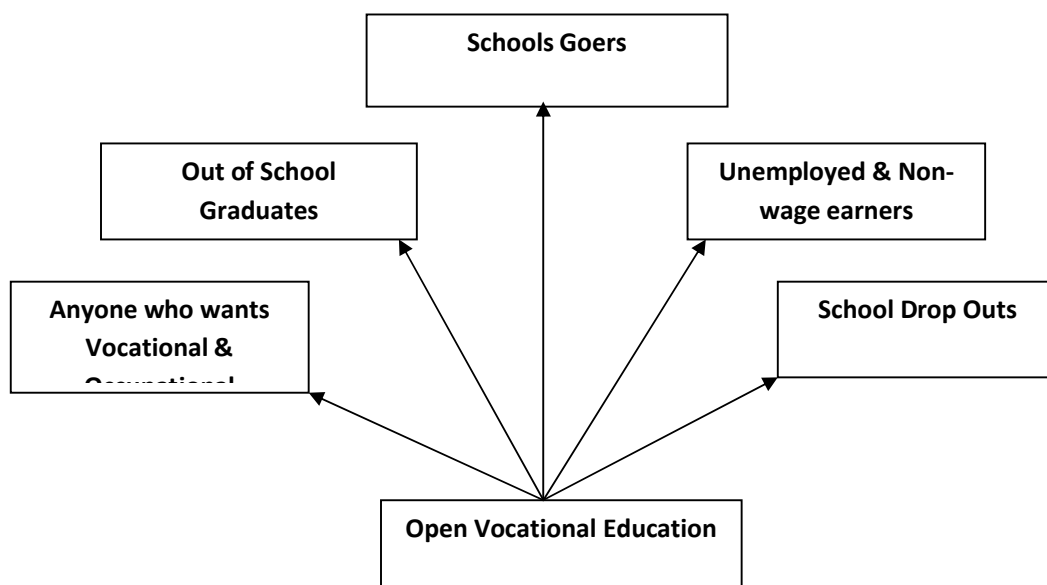 Schools Goers
Out of School
Graduates
Unemployed & Non-
wage earners
Anyone who wants
Vocational &
Occupational
School Drop Outs
Open Vocational Education